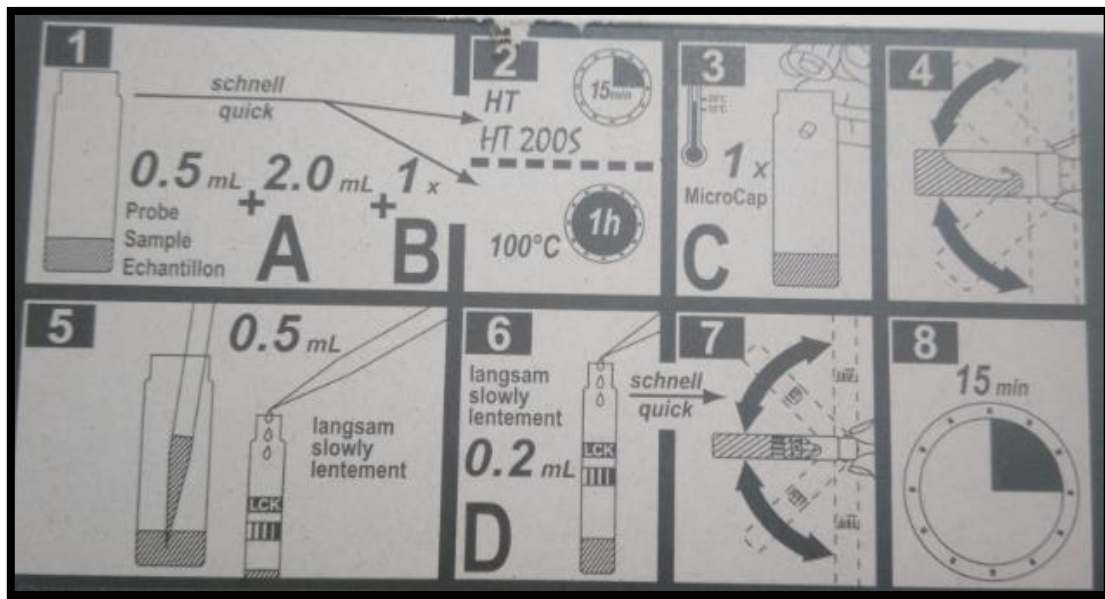 1
schnell
quick
0.5 mL + 2.0 mL + 1 x
Probe
Sample
Echantillon
A
B
2
15 min
HT
HT 200S
100°C
1h
3
1 x
MicroCap
C
4
5
0.5 mL
langsam
slowly
lentement
LCK
6
langsam
slowly
lentement
0.2 mL
D
LCK
schnell
quick
7
8
15 min